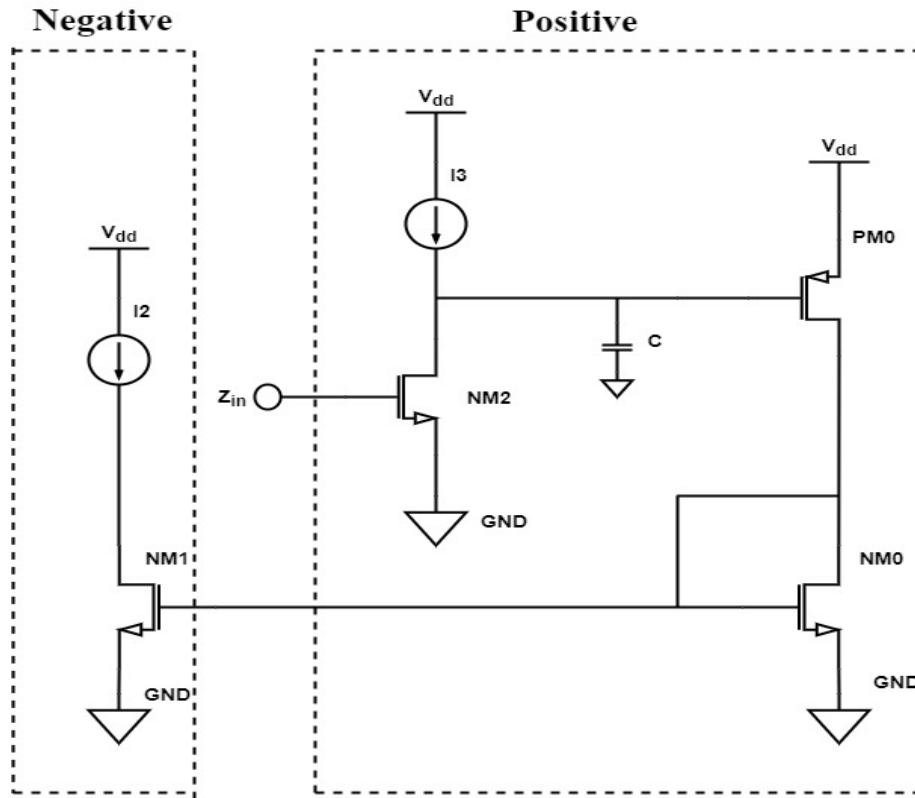 Negative
Positive
Vdd
I3
Vdd
PM0
Vdd
I2
C
Zin
NM2
GND
NM1
NM0
GND
GND